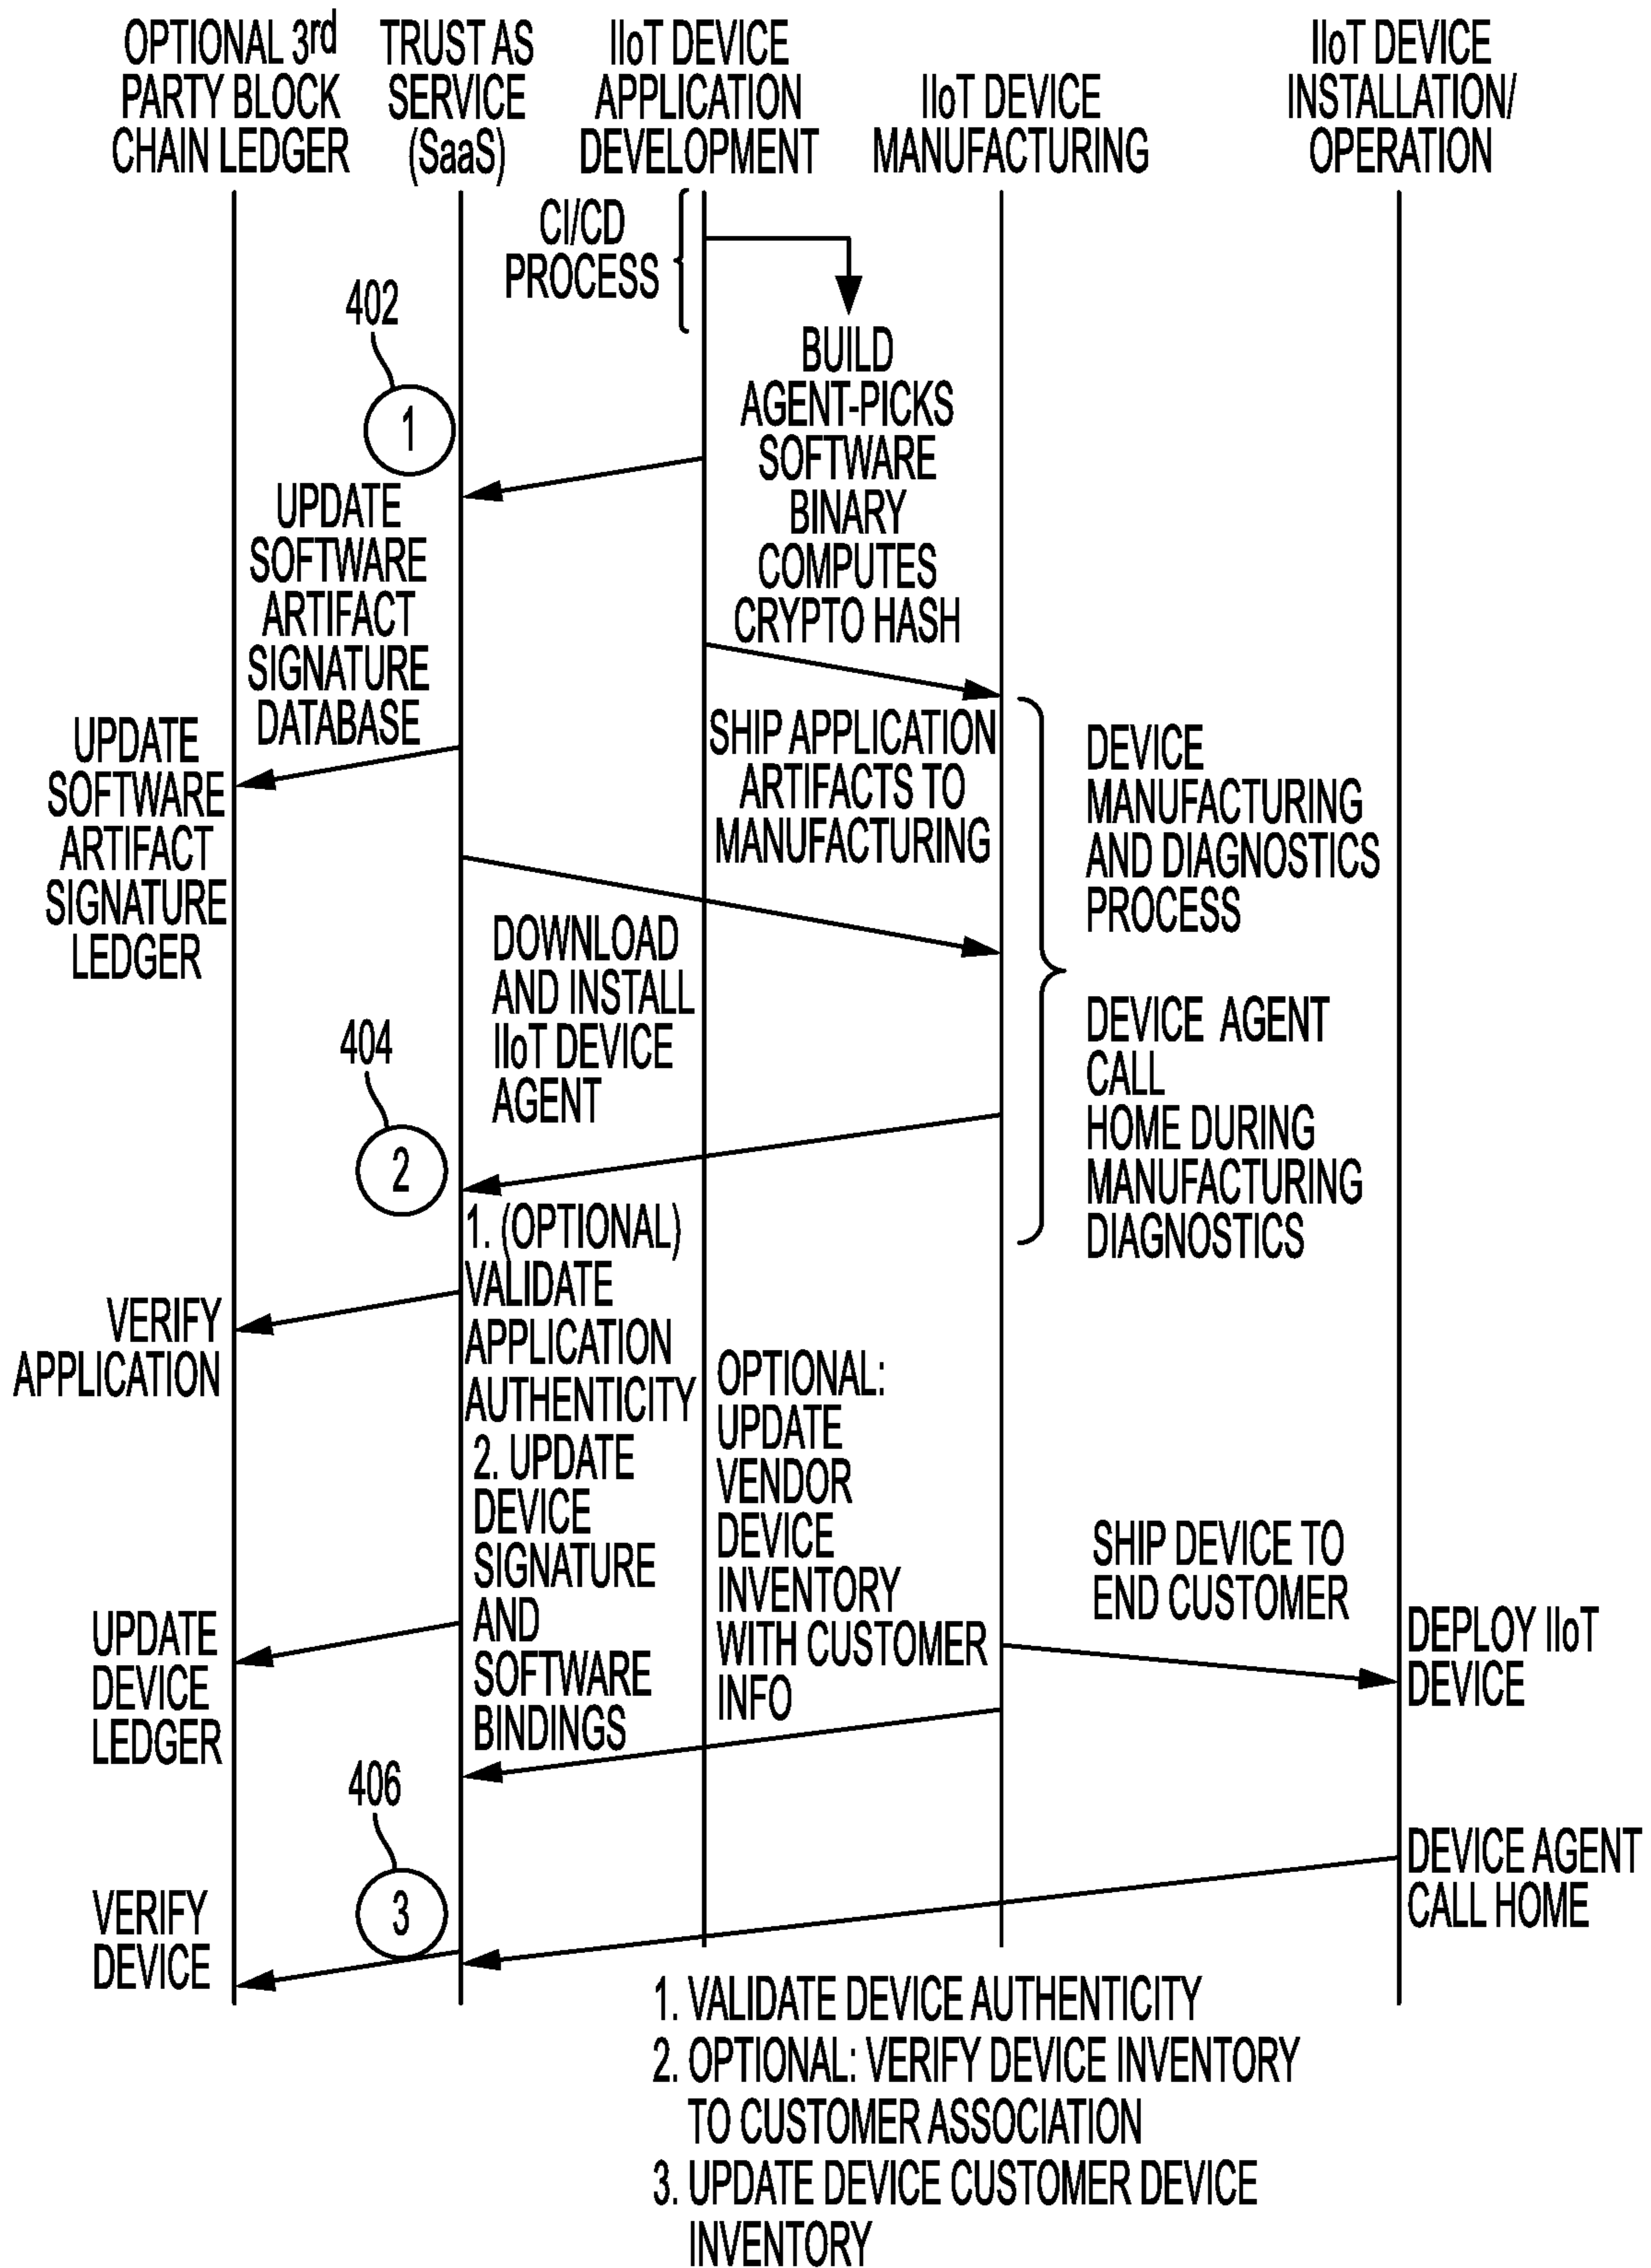 OPTIONAL 3rd
PARTY BLOCK
CHAIN LEDGER
TRUST AS
SERVICE
(SaaS)
IIoT DEVICE
APPLICATION
DEVELOPMENT
IIoT DEVICE
MANUFACTURING
IIoT DEVICE
INSTALLATION/
OPERATION
CI/CD
PROCESS
402
1
BUILD
AGENT-PICKS
SOFTWARE
BINARY
COMPUTES
CRYPTO HASH
UPDATE
SOFTWARE
ARTIFACT
SIGNATURE
DATABASE
UPDATE
SOFTWARE
ARTIFACT
SIGNATURE
LEDGER
SHIP APPLICATION
ARTIFACTS TO
MANUFACTURING
DEVICE
MANUFACTURING
AND DIAGNOSTICS
PROCESS
DOWNLOAD
AND INSTALL
IIoT DEVICE
AGENT
DEVICE AGENT
CALL
HOME DURING
MANUFACTURING
DIAGNOSTICS
404
2
1. (OPTIONAL)
VALIDATE
APPLICATION
AUTHENTICITY
2. UPDATE
DEVICE
SIGNATURE
AND
SOFTWARE
BINDINGS
VERIFY
APPLICATION
OPTIONAL:
UPDATE
VENDOR
DEVICE
INVENTORY
WITH CUSTOMER
INFO
SHIP DEVICE TO
END CUSTOMER
DEPLOY IIoT
DEVICE
UPDATE
DEVICE
LEDGER
406
3
DEVICE AGENT
CALL HOME
VERIFY
DEVICE
1. VALIDATE DEVICE AUTHENTICITY
2. OPTIONAL: VERIFY DEVICE INVENTORY
TO CUSTOMER ASSOCIATION
3. UPDATE DEVICE CUSTOMER DEVICE
INVENTORY